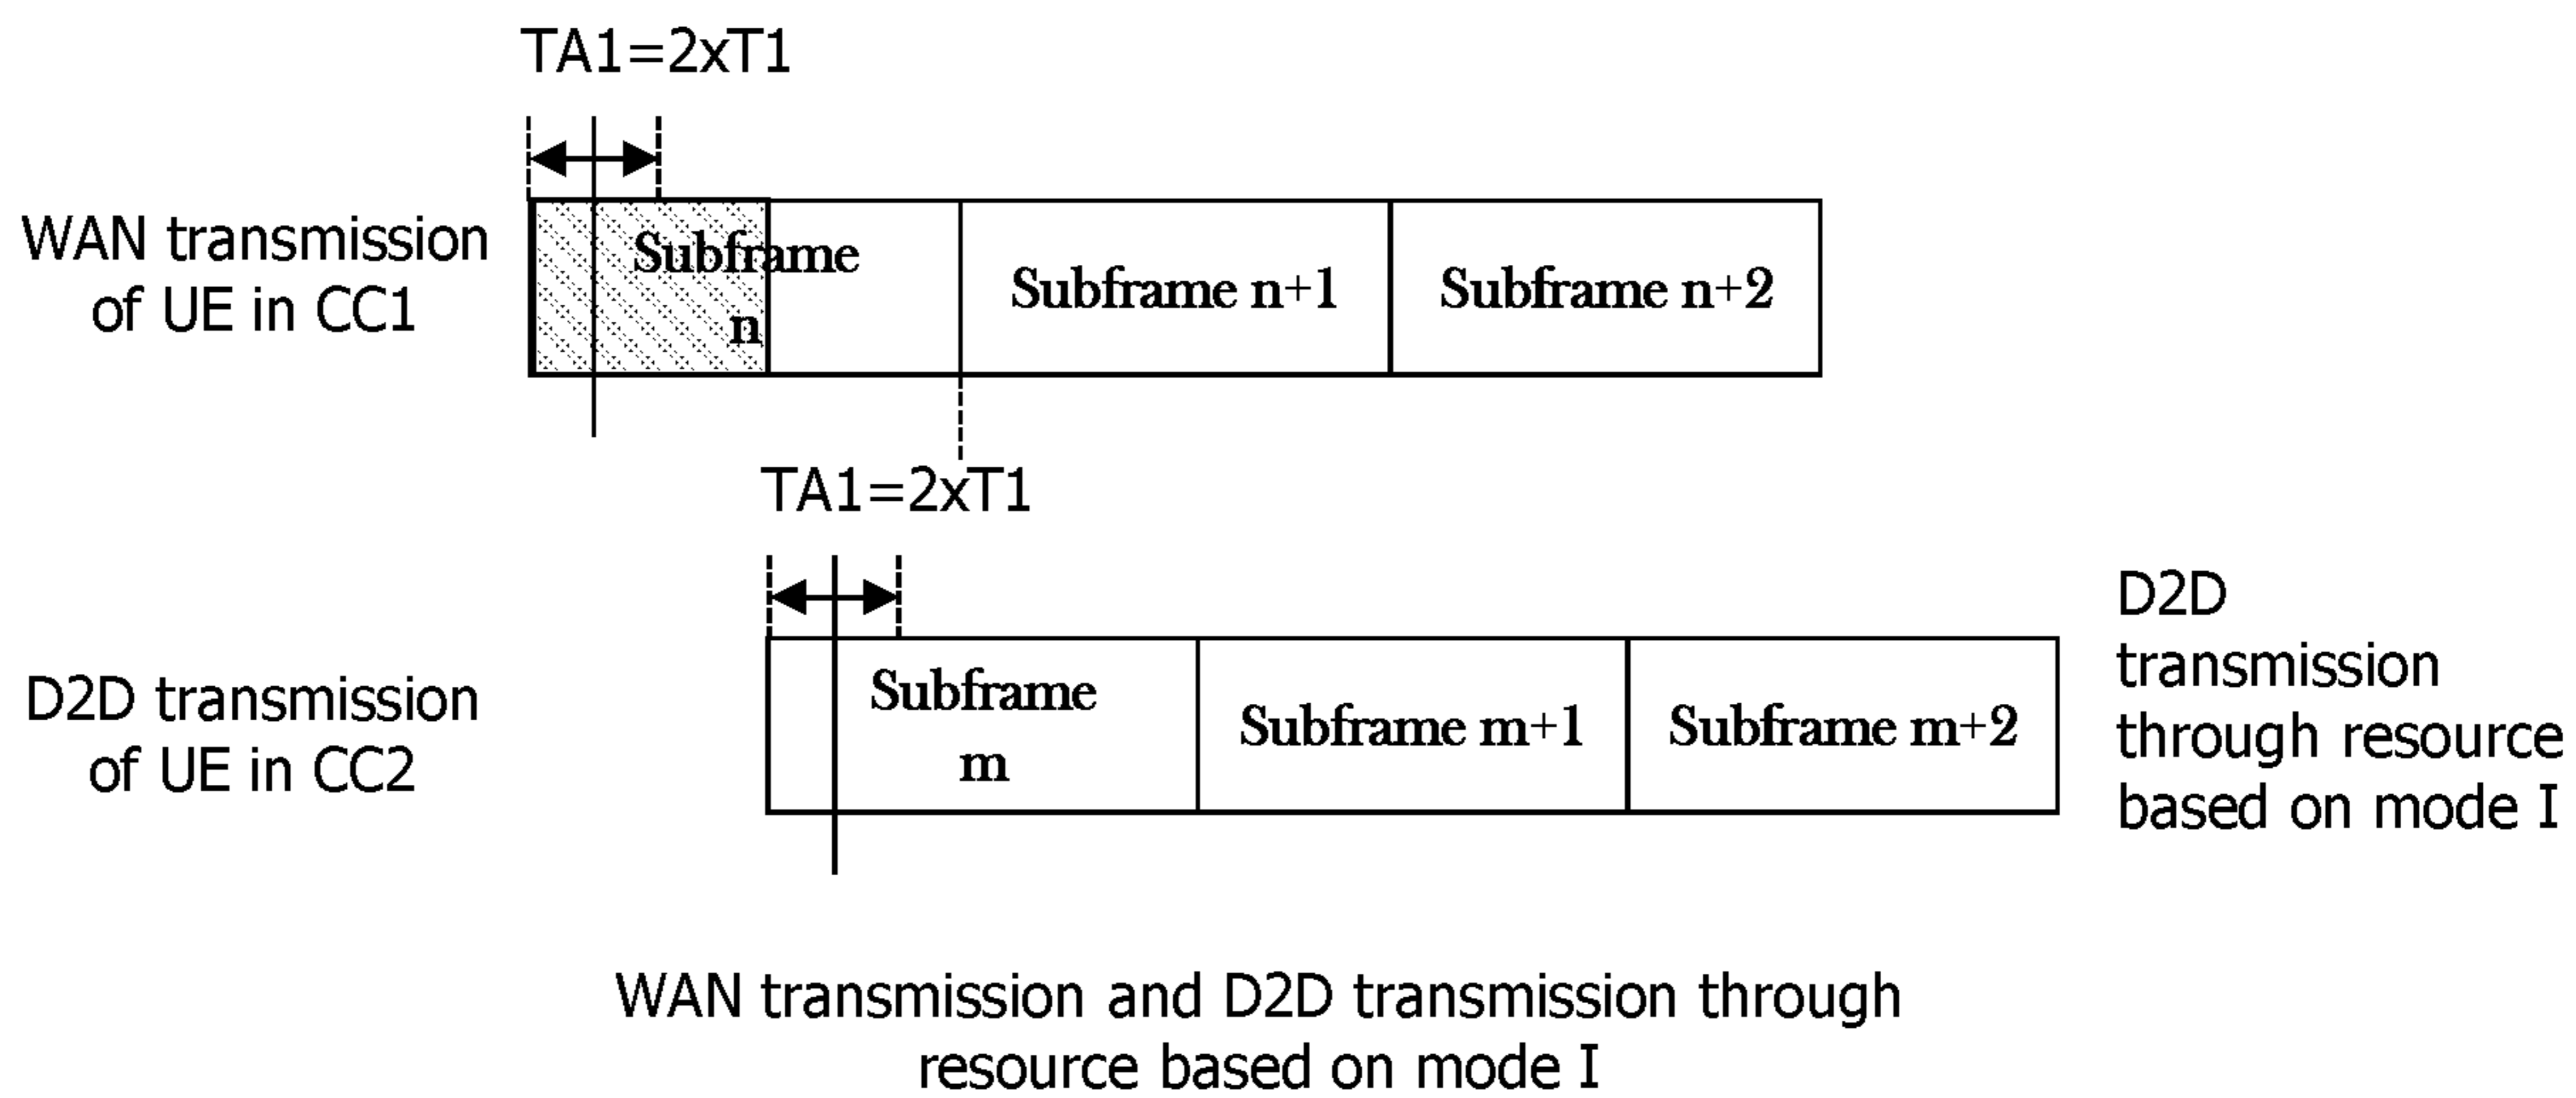 TA1=2xT1
WAN transmission
of UE in CC1
Subframe
n
Subframe n+1
Subframe n+2
TA1=2xT1
D2D transmission
of UE in CC2
Subframe
m
Subframe m+1
Subframe m+2
D2D
transmission
through resource
based on mode I
WAN transmission and D2D transmission through
resource based on mode I